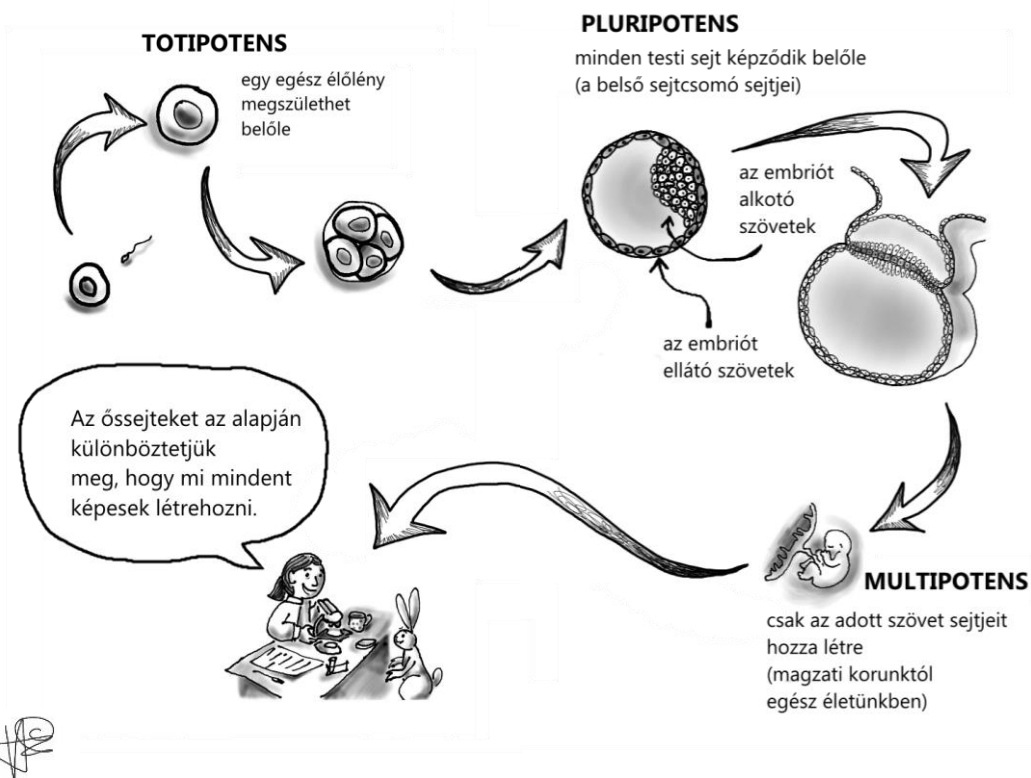 TOTIPOTENS
egy egész élőlény
megszülethet
belőle
PLURIPOTENS
minden testi sejt képződik belőle
(a belső sejtcsomó sejtjei)
az embriót
alkotó
szövetek
az embriót
ellátó szövetek
Az őssejteket az alapján
különböztetjük
meg, hogy mi mindent
képesek létrehozni.
MULTIPOTENS
csak az adott szövet sejtjeit
hozza létre
(magzati korunktól
egész életünkben)